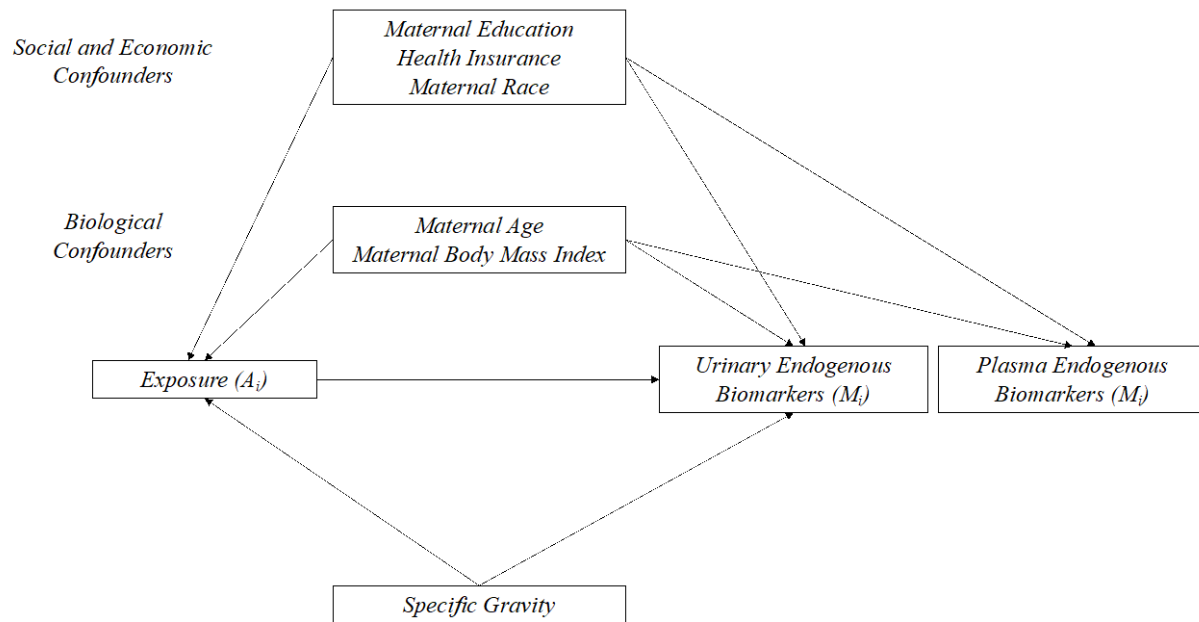 Social and Economic
Confounders
Maternal Education
Health Insurance
Maternal Race
Biological
Confounders
Maternal Age
Maternal Body Mass Index
Exposure (Ai)
Urinary Endogenous
Biomarkers (Mi)
Plasma Endogenous
Biomarkers (Mi)
Specific Gravity